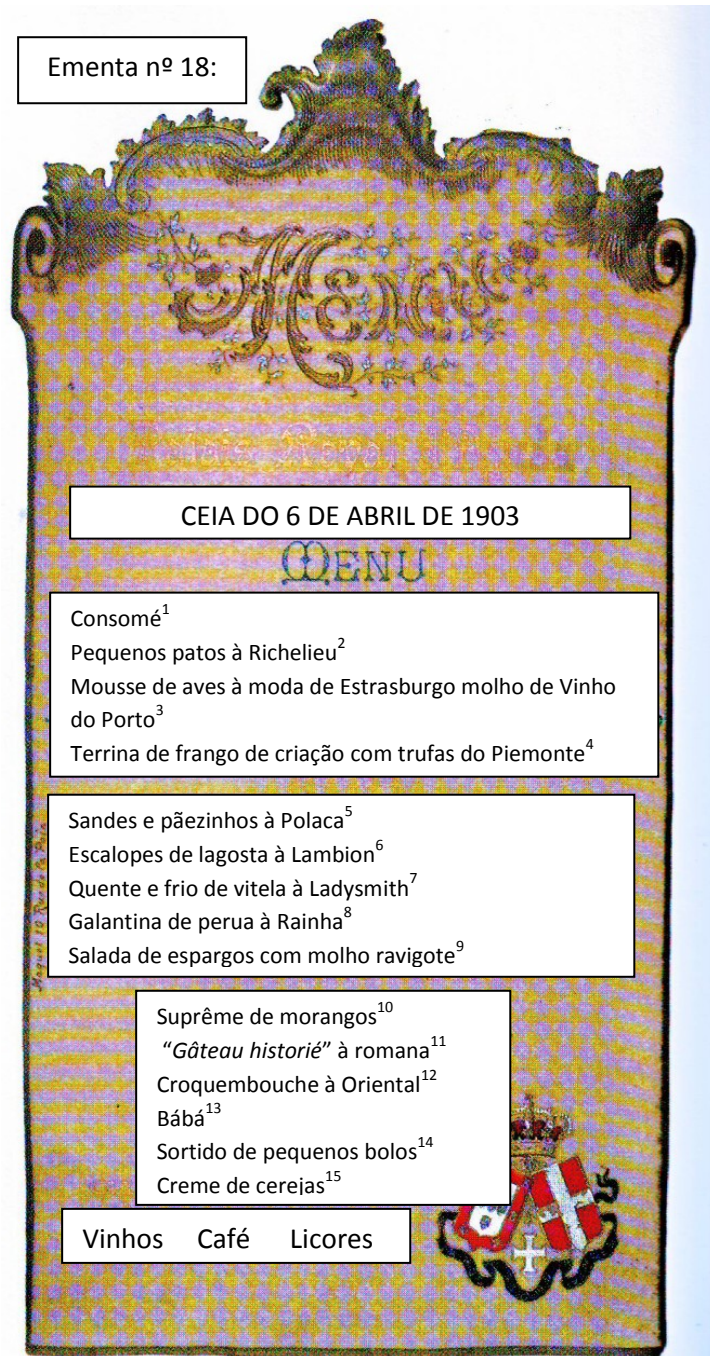 Ementa nº 18:
Menu
CEIA DO 6 DE ABRIL DE 1903
MENU
Consomé1
Pequenos patos à Richelieu2
Mousse de aves à moda de Estrasburgo molho de Vinho
do Porto3
Terrina de frango de criação com trufas do Piemonte4
Sandes e pãezinhos à Polaca5
Escalopes de lagosta à Lambion6
Quente e frio de vitela à Ladysmith7
Galantina de perua à Rainha8
Salada de espargos com molho ravigote9
Suprême de morangos10
“Gâteau historié” à romana11
Croquembouche à Oriental12
Bábá13
Sortido de pequenos bolos14
Creme de cerejas15
Vinhos Café Licores